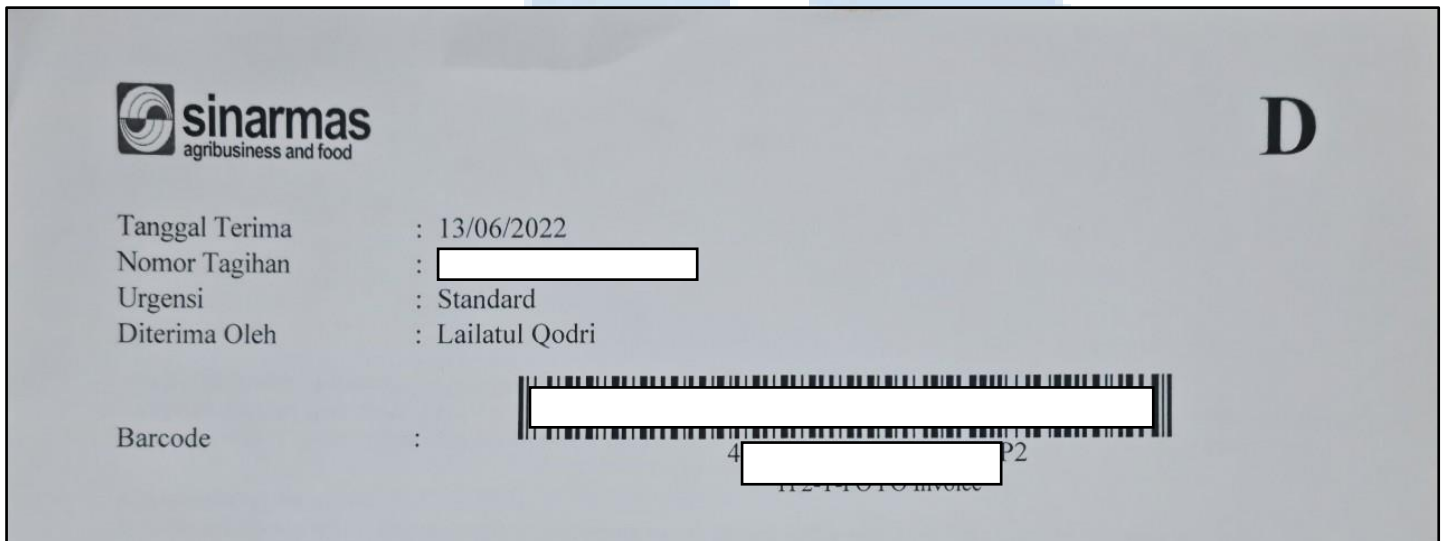 sinarmas
agribusiness and food
D
Tanggal Terima : 13/06/2022
Nomor Tagihan :
Urgensi : Standard
Diterima Oleh : Lailatul Qodri
Barcode :
4 P2
Invoice